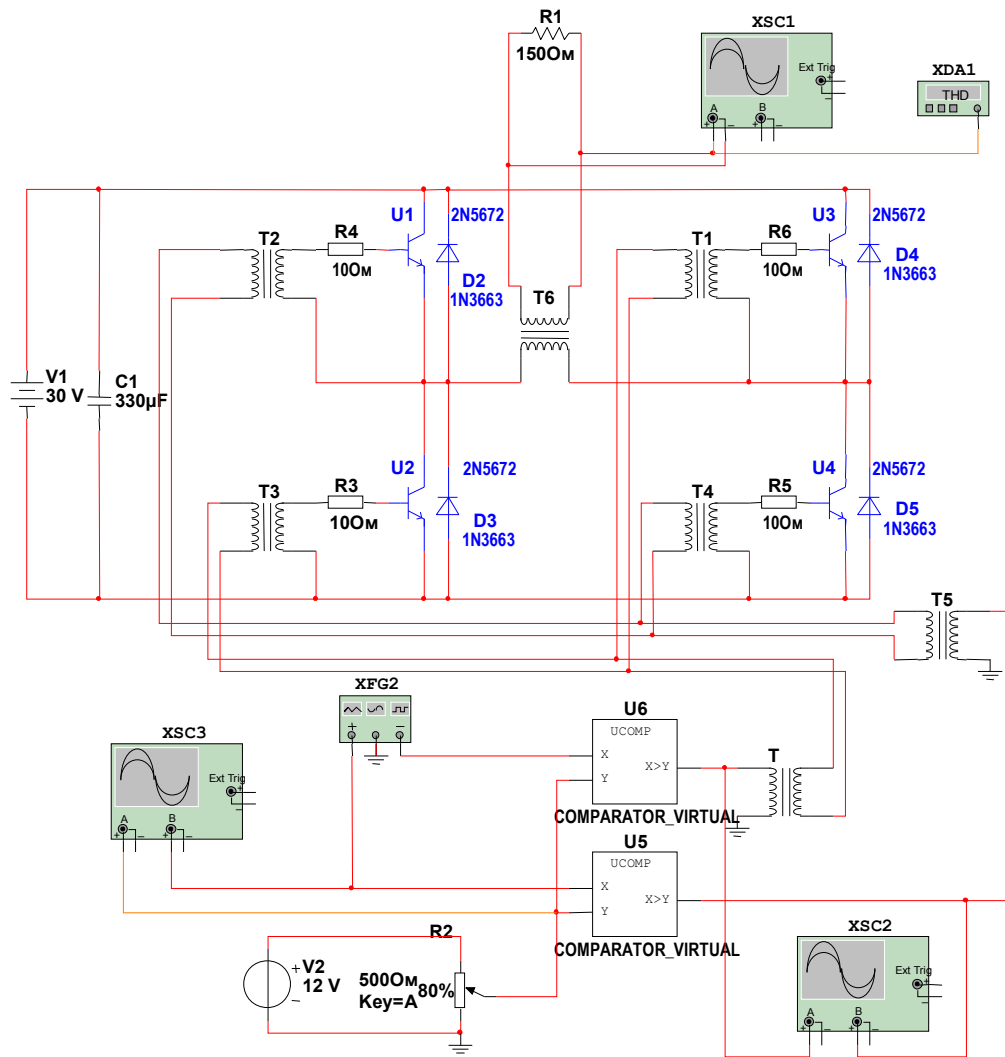 R1
150Ом
XSC1
Ext Trig
+
–
A
B
+
–
+
–
XDA1
THD
U1
2N5672
T2
R4
10Ом
D2
1N3663
T6
U3
2N5672
T1
R6
10Ом
D4
1N3663
V1
30 V
C1
330µF
U2
2N5672
T3
R3
10Ом
D3
1N3663
U4
2N5672
T4
R5
10Ом
D5
1N3663
T5
XFG2
+
–
XSC3
Ext Trig
+
–
A
B
+
–
+
–
U6
UCOMP
X
Y
X>Y
COMPARATOR_VIRTUAL
T
U5
UCOMP
X
Y
X>Y
COMPARATOR_VIRTUAL
R2
500Ом
Key=A
80%
V2
12 V
+
–
XSC2
Ext Trig
+
–
A
B
+
–
+
–